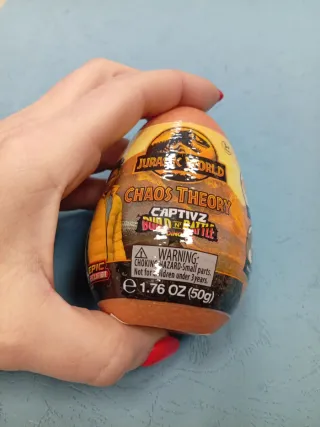 JURASSIC WORLD
CHAOS THEORY
CAPTIVZ
BUILD N' BATTLE
EPIC
WARNING:
CHOKING HAZARD-Small parts.
Not for children under 3 years.
℮ 1.76 OZ (50g)